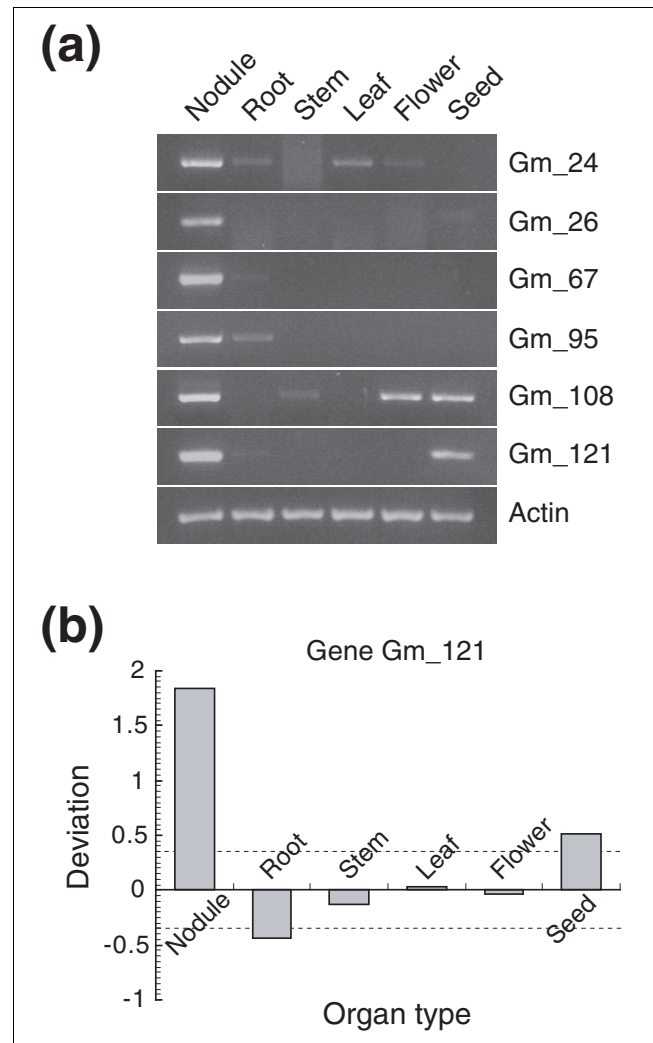 (a)
Nodule Root Stem Leaf Flower Seed
Gm_24
Gm_26
Gm_67
Gm_95
Gm_108
Gm_121
Actin
(b)
Gene Gm_121
2
1.5
1
0.5
0
-0.5
-1
Deviation
Nodule Root Stem Leaf Flower Seed
Organ type